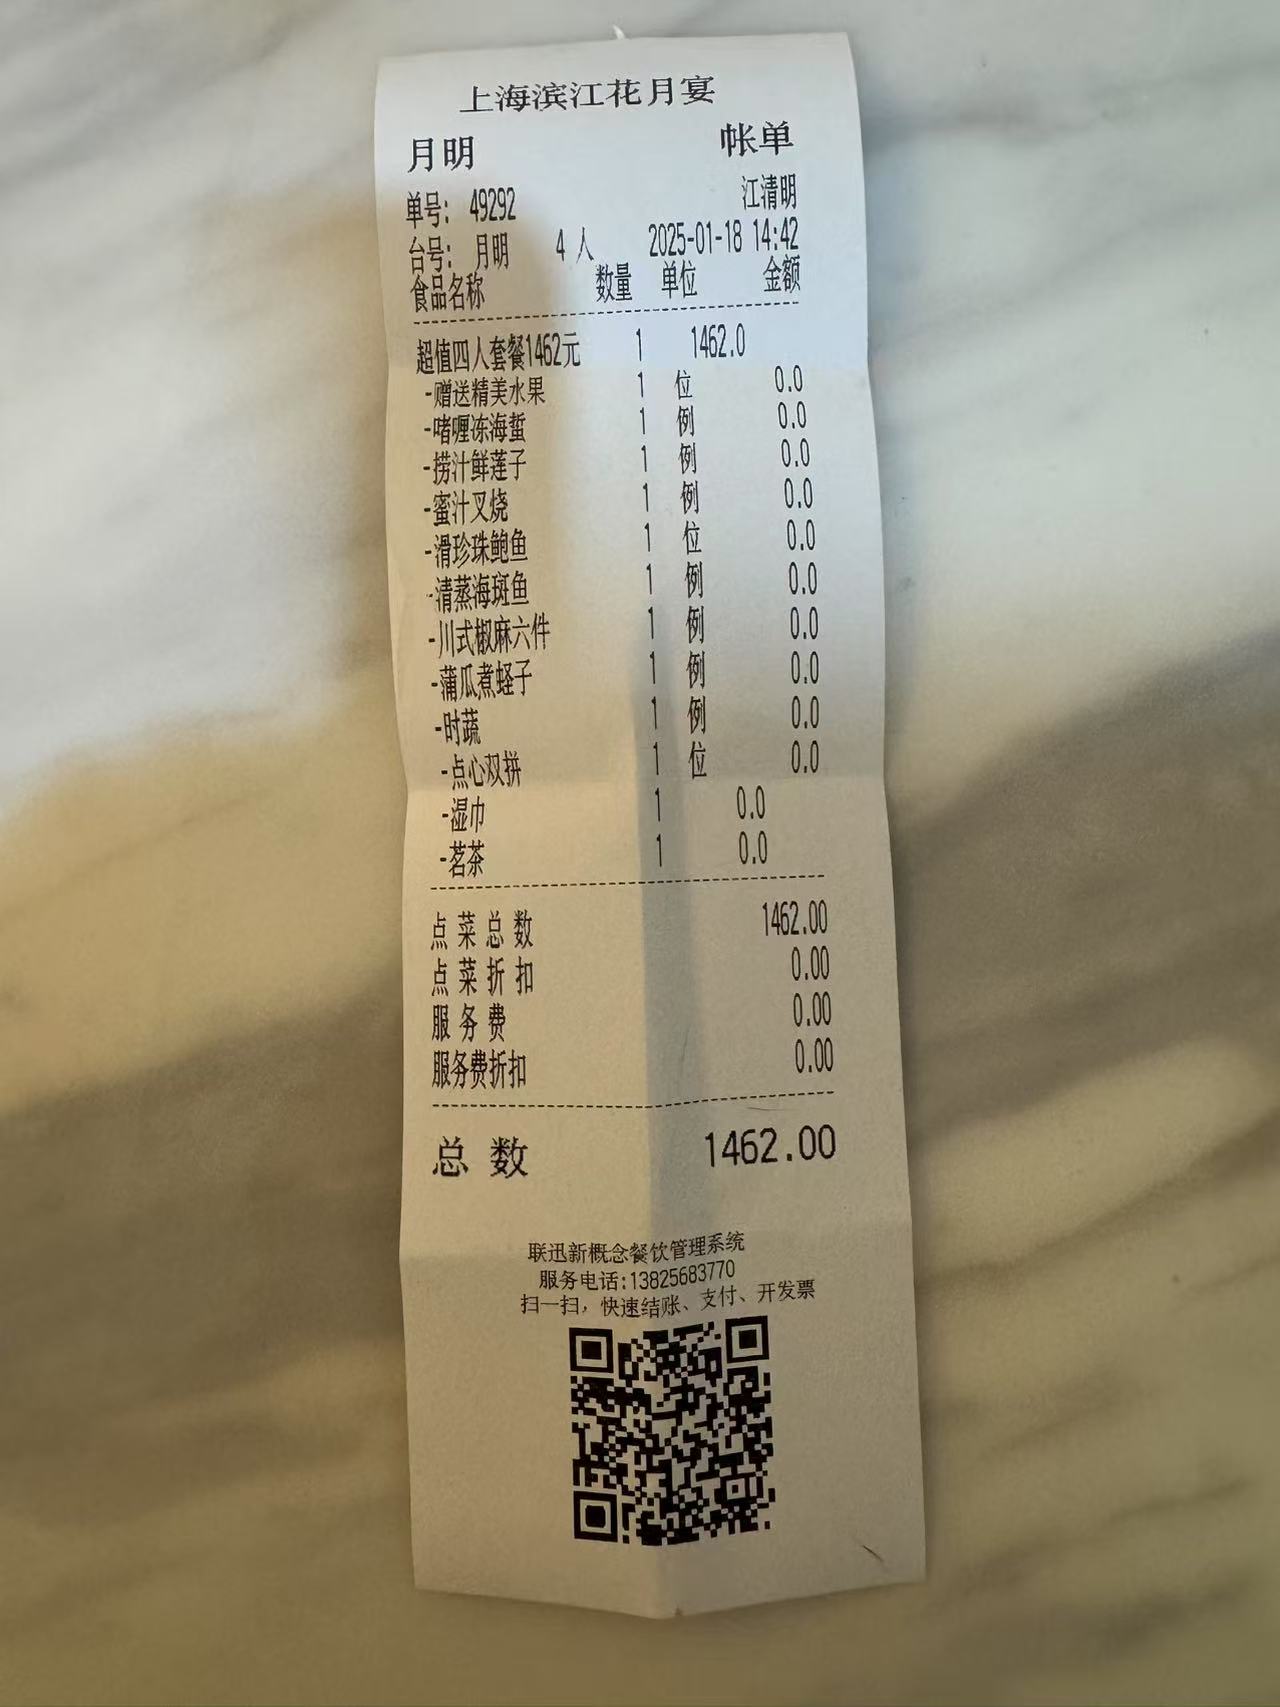 上海滨江花月宴
月明 帐单
单号: 49292 江清明
台号: 月明 4 人 2025-01-18 14:42
食品名称 数量 单位 金额
超值四人套餐1462元 1 1462.0
-赠送精美水果 1 位 0.0
-啫喱冻海蜇 1 例 0.0
-捞汁鲜莲子 1 例 0.0
-蜜汁叉烧 1 例 0.0
-滑珍珠鲍鱼 1 位 0.0
-清蒸海斑鱼 1 例 0.0
-川式椒麻六件 1 例 0.0
-蒲瓜煮蛏子 1 例 0.0
-时蔬 1 例 0.0
-点心双拼 1 位 0.0
-湿巾 1 0.0
-茗茶 1 0.0
点菜总数 1462.00
点菜折扣 0.00
服务费 0.00
服务费折扣 0.00
总数 1462.00
联迅新概念餐饮管理系统
服务电话:13825683770
扫一扫，快速结账、支付、开发票